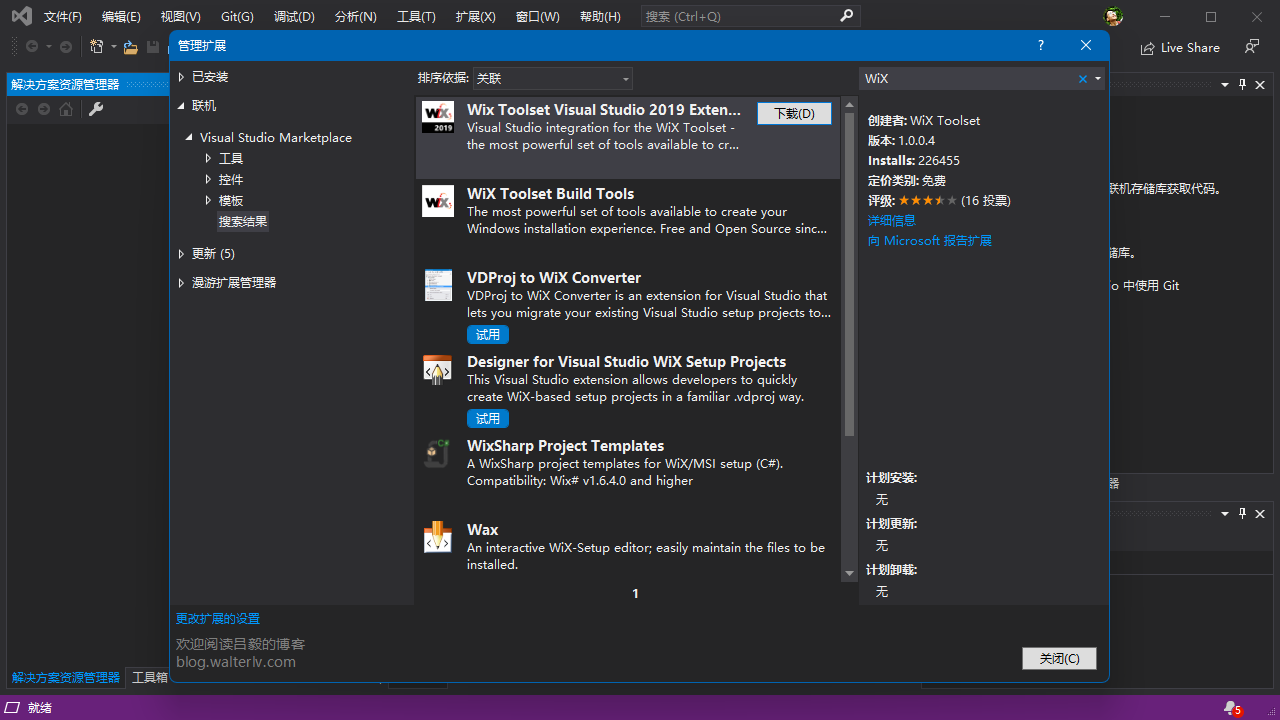 文件(F) 编辑(E) 视图(V) Git(G) 调试(D) 分析(N) 工具(T) 扩展(X) 窗口(W) 帮助(H) 搜索 (Ctrl+Q)
Live Share
管理扩展
?
解决方案资源管理器
已安装
联机
Visual Studio Marketplace
工具
控件
模板
搜索结果
更新 (5)
漫游扩展管理器
排序依据: 关联
WiX
2019
Wix Toolset Visual Studio 2019 Exten...
下载(D)
Visual Studio integration for the WiX Toolset -
the most powerful set of tools available to cr...
WiX Toolset Build Tools
The most powerful set of tools available to create your
Windows installation experience. Free and Open Source sinc...
VDProj to WiX Converter
VDProj to WiX Converter is an extension for Visual Studio that
lets you migrate your existing Visual Studio setup projects to...
试用
Designer for Visual Studio WiX Setup Projects
This Visual Studio extension allows developers to quickly
create WiX-based setup projects in a familiar .vdproj way.
试用
WixSharp Project Templates
A WixSharp project templates for WiX/MSI setup (C#).
Compatibility: Wix# v1.6.4.0 and higher
Wax
An interactive WiX-Setup editor; easily maintain the files to be
installed.
1
创建者: WiX Toolset
版本: 1.0.0.4
Installs: 226455
定价类别: 免费
评级: (16 投票)
详细信息
向 Microsoft 报告扩展
计划安装:
无
计划更新:
无
计划卸载:
无
联机存储库获取代码。
储库。
o 中使用 Git
器
更改扩展的设置
欢迎阅读吕毅的博客
blog.walterlv.com
关闭(C)
解决方案资源管理器 工具箱
就绪
5